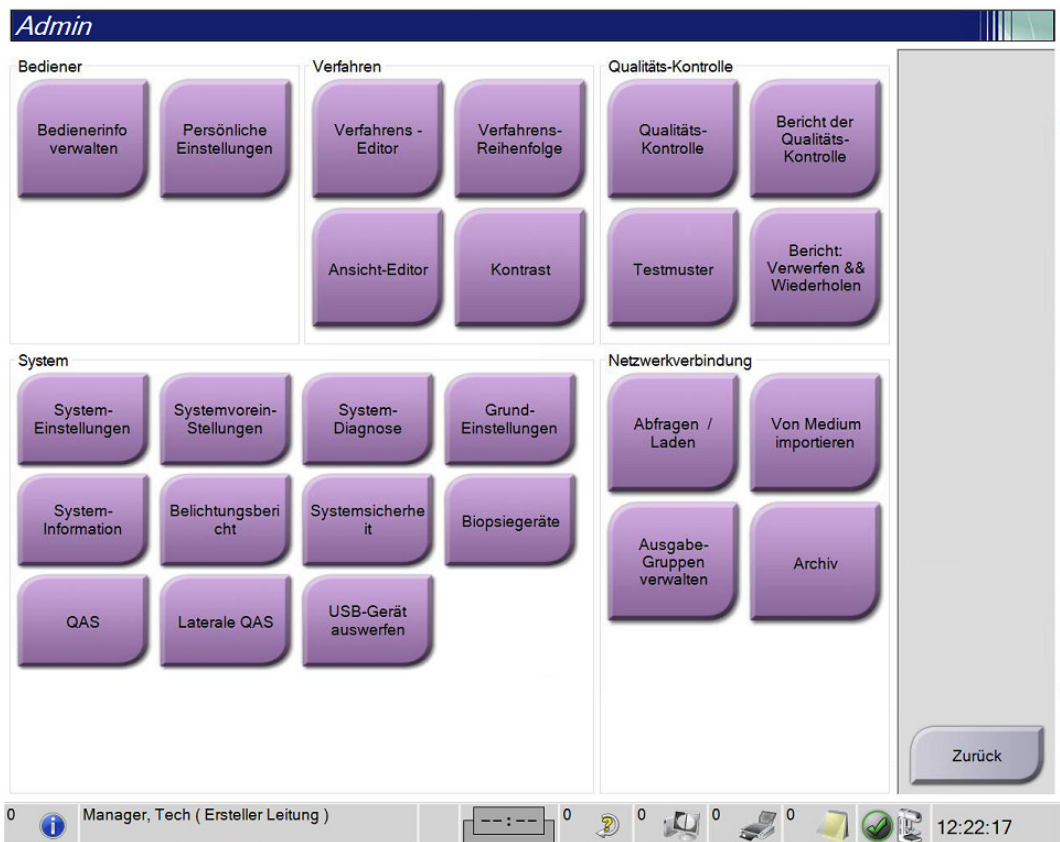 Admin
Bediener
Bedienerinfo
verwalten
Persönliche
Einstellungen
Verfahren
Verfahrens -
Editor
Verfahrens-
Reihenfolge
Ansicht-Editor
Kontrast
Qualitäts-Kontrolle
Qualitäts-
Kontrolle
Bericht der
Qualitäts-
Kontrolle
Testmuster
Bericht:
Verwerfen &&
Wiederholen
System
System-
Einstellungen
Systemvorein-
Stellungen
System-
Diagnose
Grund-
Einstellungen
System-
Information
Belichtungsberi
cht
Systemsicherhe
it
Biopsiegeräte
QAS
Laterale QAS
USB-Gerät
auswerfen
Netzwerkverbindung
Abfragen /
Laden
Von Medium
importieren
Ausgabe-
Gruppen
verwalten
Archiv
Zurück
0
Manager, Tech ( Ersteller Leitung )
--:--
0
0
0
0
12:22:17